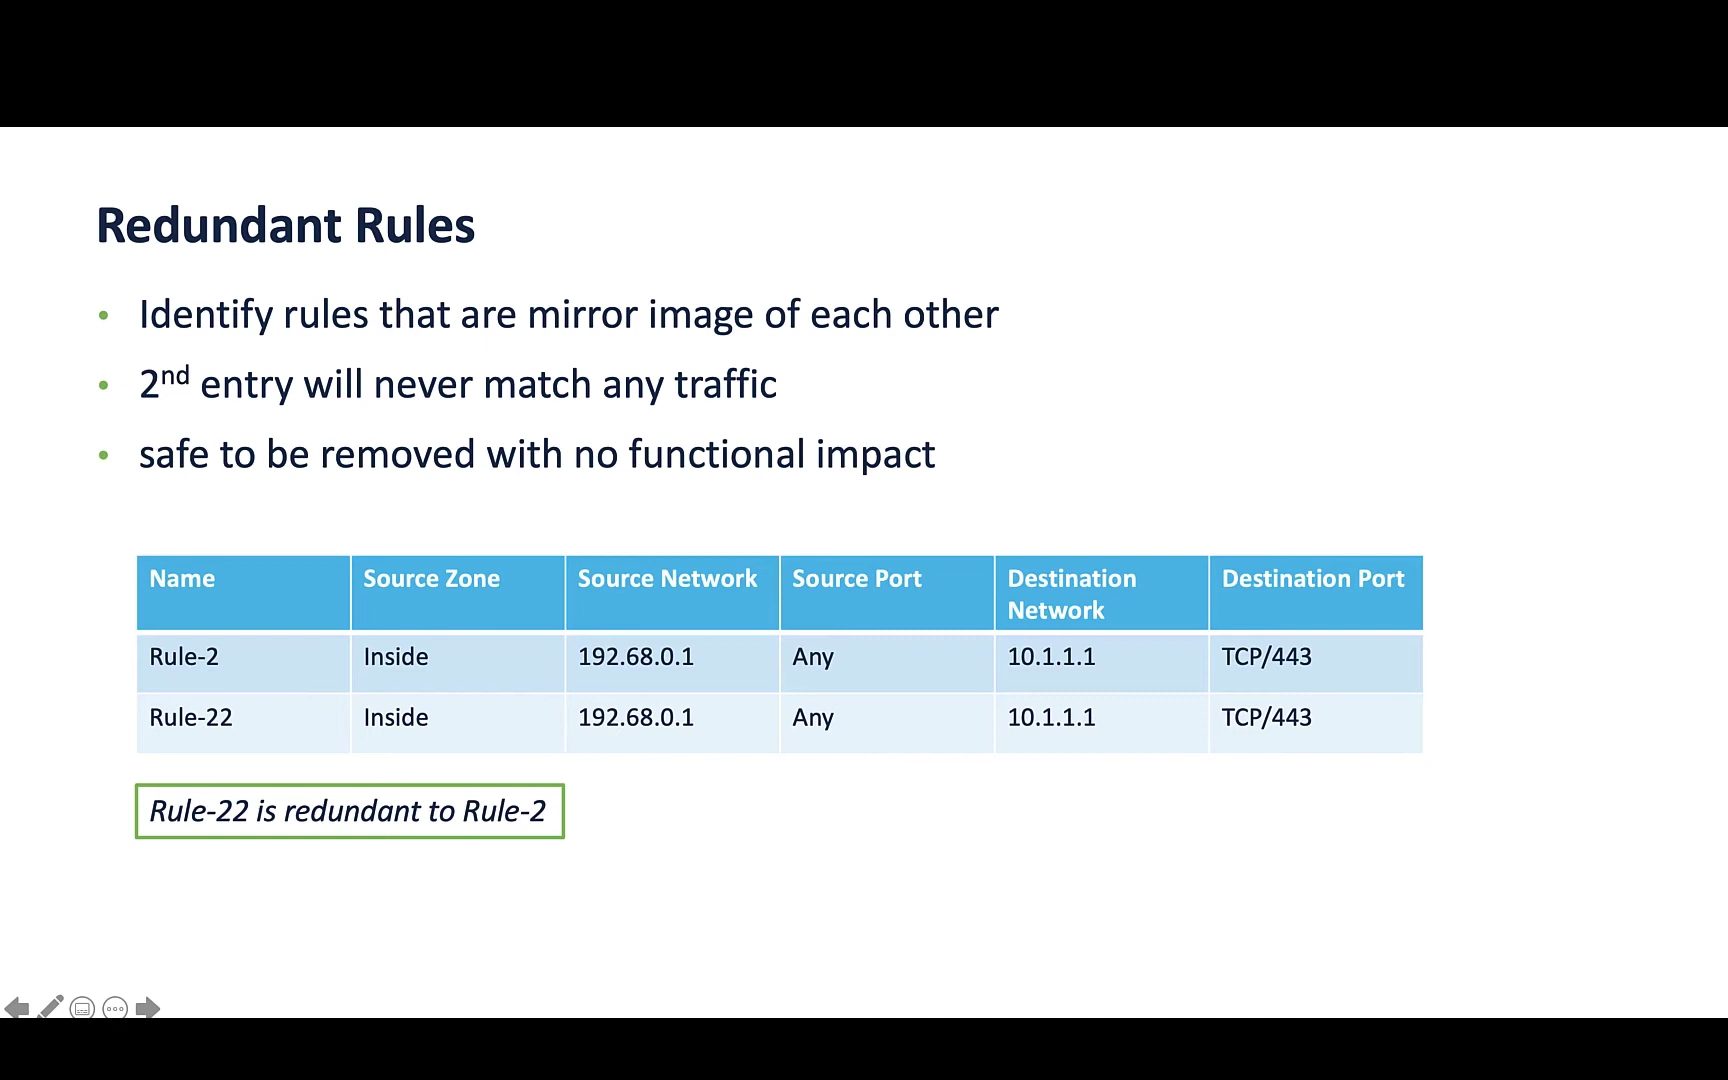 Redundant Rules
• Identify rules that are mirror image of each other
• 2nd entry will never match any traffic
• safe to be removed with no functional impact
Name Source Zone Source Network Source Port Destination Network Destination Port
Rule-2 Inside 192.68.0.1 Any 10.1.1.1 TCP/443
Rule-22 Inside 192.68.0.1 Any 10.1.1.1 TCP/443
Rule-22 is redundant to Rule-2